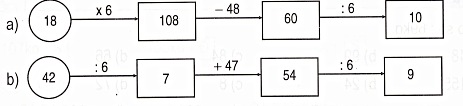 a) 18 x 6 108 – 48 60 : 6 10
b) 42 : 6 7 + 47 54 : 6 9